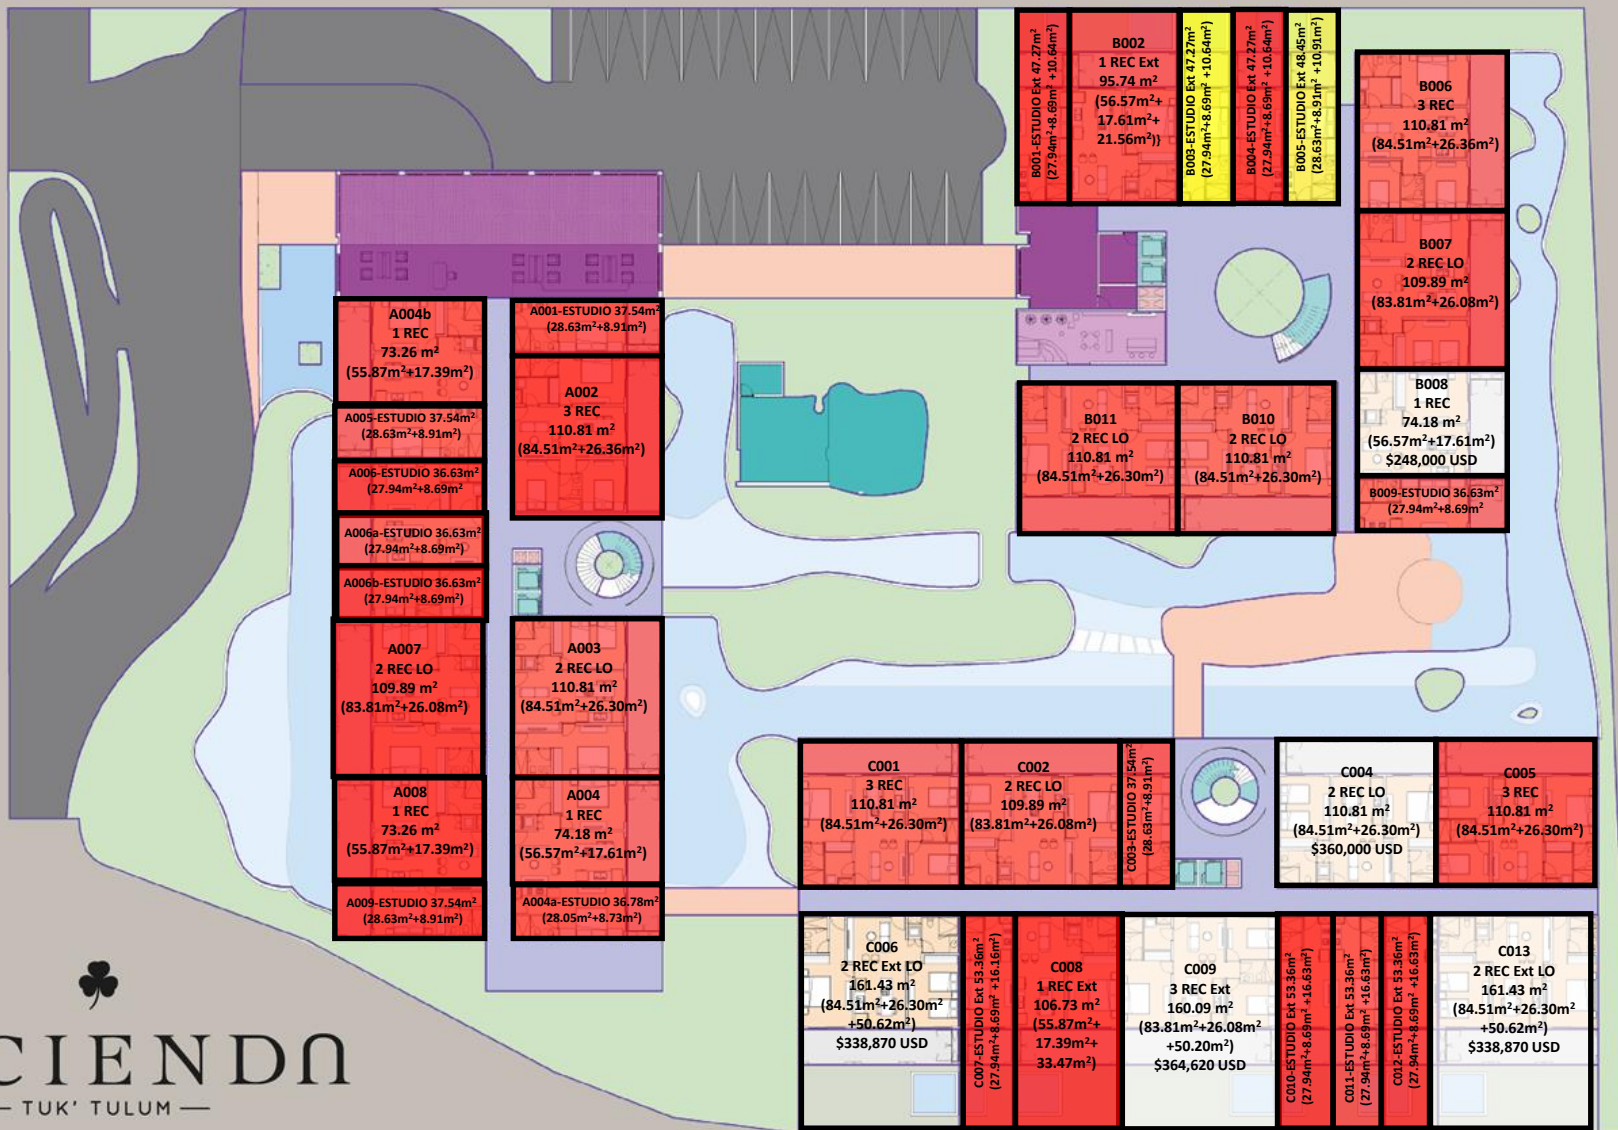 B001-ESTUDIO Ext 47.27m²
(27.94m²+8.69m² +10.64m²)
B002
1 REC Ext
95.74 m²
(56.57m²+
17.61m²+
21.56m²))
B003-ESTUDIO Ext 47.27m²
(27.94m²+8.69m² +10.64m²)
B004-ESTUDIO Ext 47.27m²
(27.94m²+8.69m² +10.64m²)
B005-ESTUDIO Ext 48.45m²
(28.63m²+8.91m² +10.91m²)
B006
3 REC
110.81 m²
(84.51m²+26.36m²)
B007
2 REC LO
109.89 m²
(83.81m²+26.08m²)
B008
1 REC
74.18 m²
(56.57m²+17.61m²)
$248,000 USD
B009-ESTUDIO 36.63m²
(27.94m²+8.69m²
B011
2 REC LO
110.81 m²
(84.51m²+26.30m²)
B010
2 REC LO
110.81 m²
(84.51m²+26.30m²)
A004b
1 REC
73.26 m²
(55.87m²+17.39m²)
A005-ESTUDIO 37.54m²
(28.63m²+8.91m²)
A006-ESTUDIO 36.63m²
(27.94m²+8.69m²
A006a-ESTUDIO 36.63m²
(27.94m²+8.69m²)
A006b-ESTUDIO 36.63m²
(27.94m²+8.69m²)
A007
2 REC LO
109.89 m²
(83.81m²+26.08m²)
A008
1 REC
73.26 m²
(55.87m²+17.39m²)
A009-ESTUDIO 37.54m²
(28.63m²+8.91m²)
A001-ESTUDIO 37.54m²
(28.63m²+8.91m²)
A002
3 REC
110.81 m²
(84.51m²+26.36m²)
A003
2 REC LO
110.81 m²
(84.51m²+26.30m²)
A004
1 REC
74.18 m²
(56.57m²+17.61m²)
A004a-ESTUDIO 36.78m²
(28.05m²+8.73m²)
C001
3 REC
110.81 m²
(84.51m²+26.30m²)
C002
2 REC LO
109.89 m²
(83.81m²+26.08m²)
C003-ESTUDIO 37.54m²
(28.63m²+8.91m²)
C004
2 REC LO
110.81 m²
(84.51m²+26.30m²)
$360,000 USD
C005
3 REC
110.81 m²
(84.51m²+26.30m²)
C006
2 REC Ext LO
161.43 m²
(84.51m²+26.30m²
+50.62m²)
$338,870 USD
C007-ESTUDIO Ext 53.36m²
(27.94m²+8.69m² +16.16m²)
C008
1 REC Ext
106.73 m²
(55.87m²+
17.39m²+
33.47m²)
C009
3 REC Ext
160.09 m²
(83.81m²+26.08m²
+50.20m²)
$364,620 USD
C010-ESTUDIO Ext 53.36m²
(27.94m²+8.69m² +16.63m²)
C011-ESTUDIO Ext 53.36m²
(27.94m²+8.69m² +16.63m²)
C012-ESTUDIO Ext 53.36m²
(27.94m²+8.69m² +16.63m²)
C013
2 REC Ext LO
161.43 m²
(84.51m²+26.30m²
+50.62m²)
$338,870 USD
CIENDA
TUK' TULUM